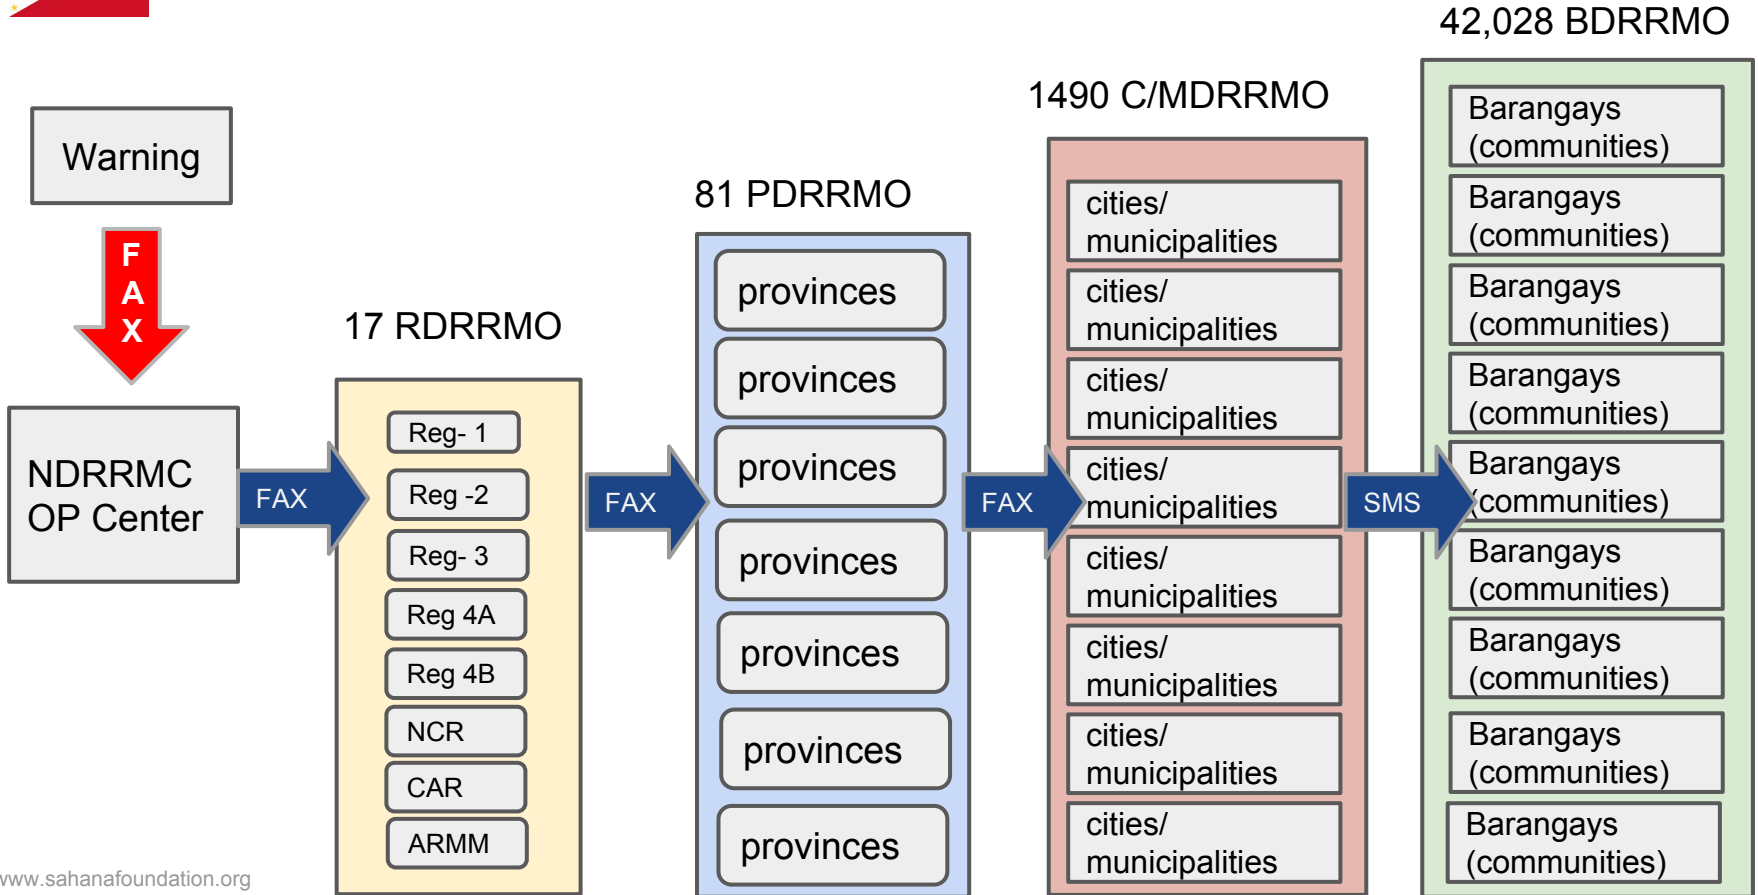 Warning
F
A
X
NDRRMC
OP Center
FAX
17 RDRRMO
Reg- 1
Reg -2
Reg- 3
Reg 4A
Reg 4B
NCR
CAR
ARMM
FAX
81 PDRRMO
provinces
provinces
provinces
provinces
provinces
provinces
provinces
FAX
1490 C/MDRRMO
cities/
municipalities
cities/
municipalities
cities/
municipalities
cities/
municipalities
cities/
municipalities
cities/
municipalities
cities/
municipalities
cities/
municipalities
SMS
42,028 BDRRMO
Barangays
(communities)
Barangays
(communities)
Barangays
(communities)
Barangays
(communities)
Barangays
(communities)
Barangays
(communities)
Barangays
(communities)
Barangays
(communities)
Barangays
(communities)
www.sahanafoundation.org